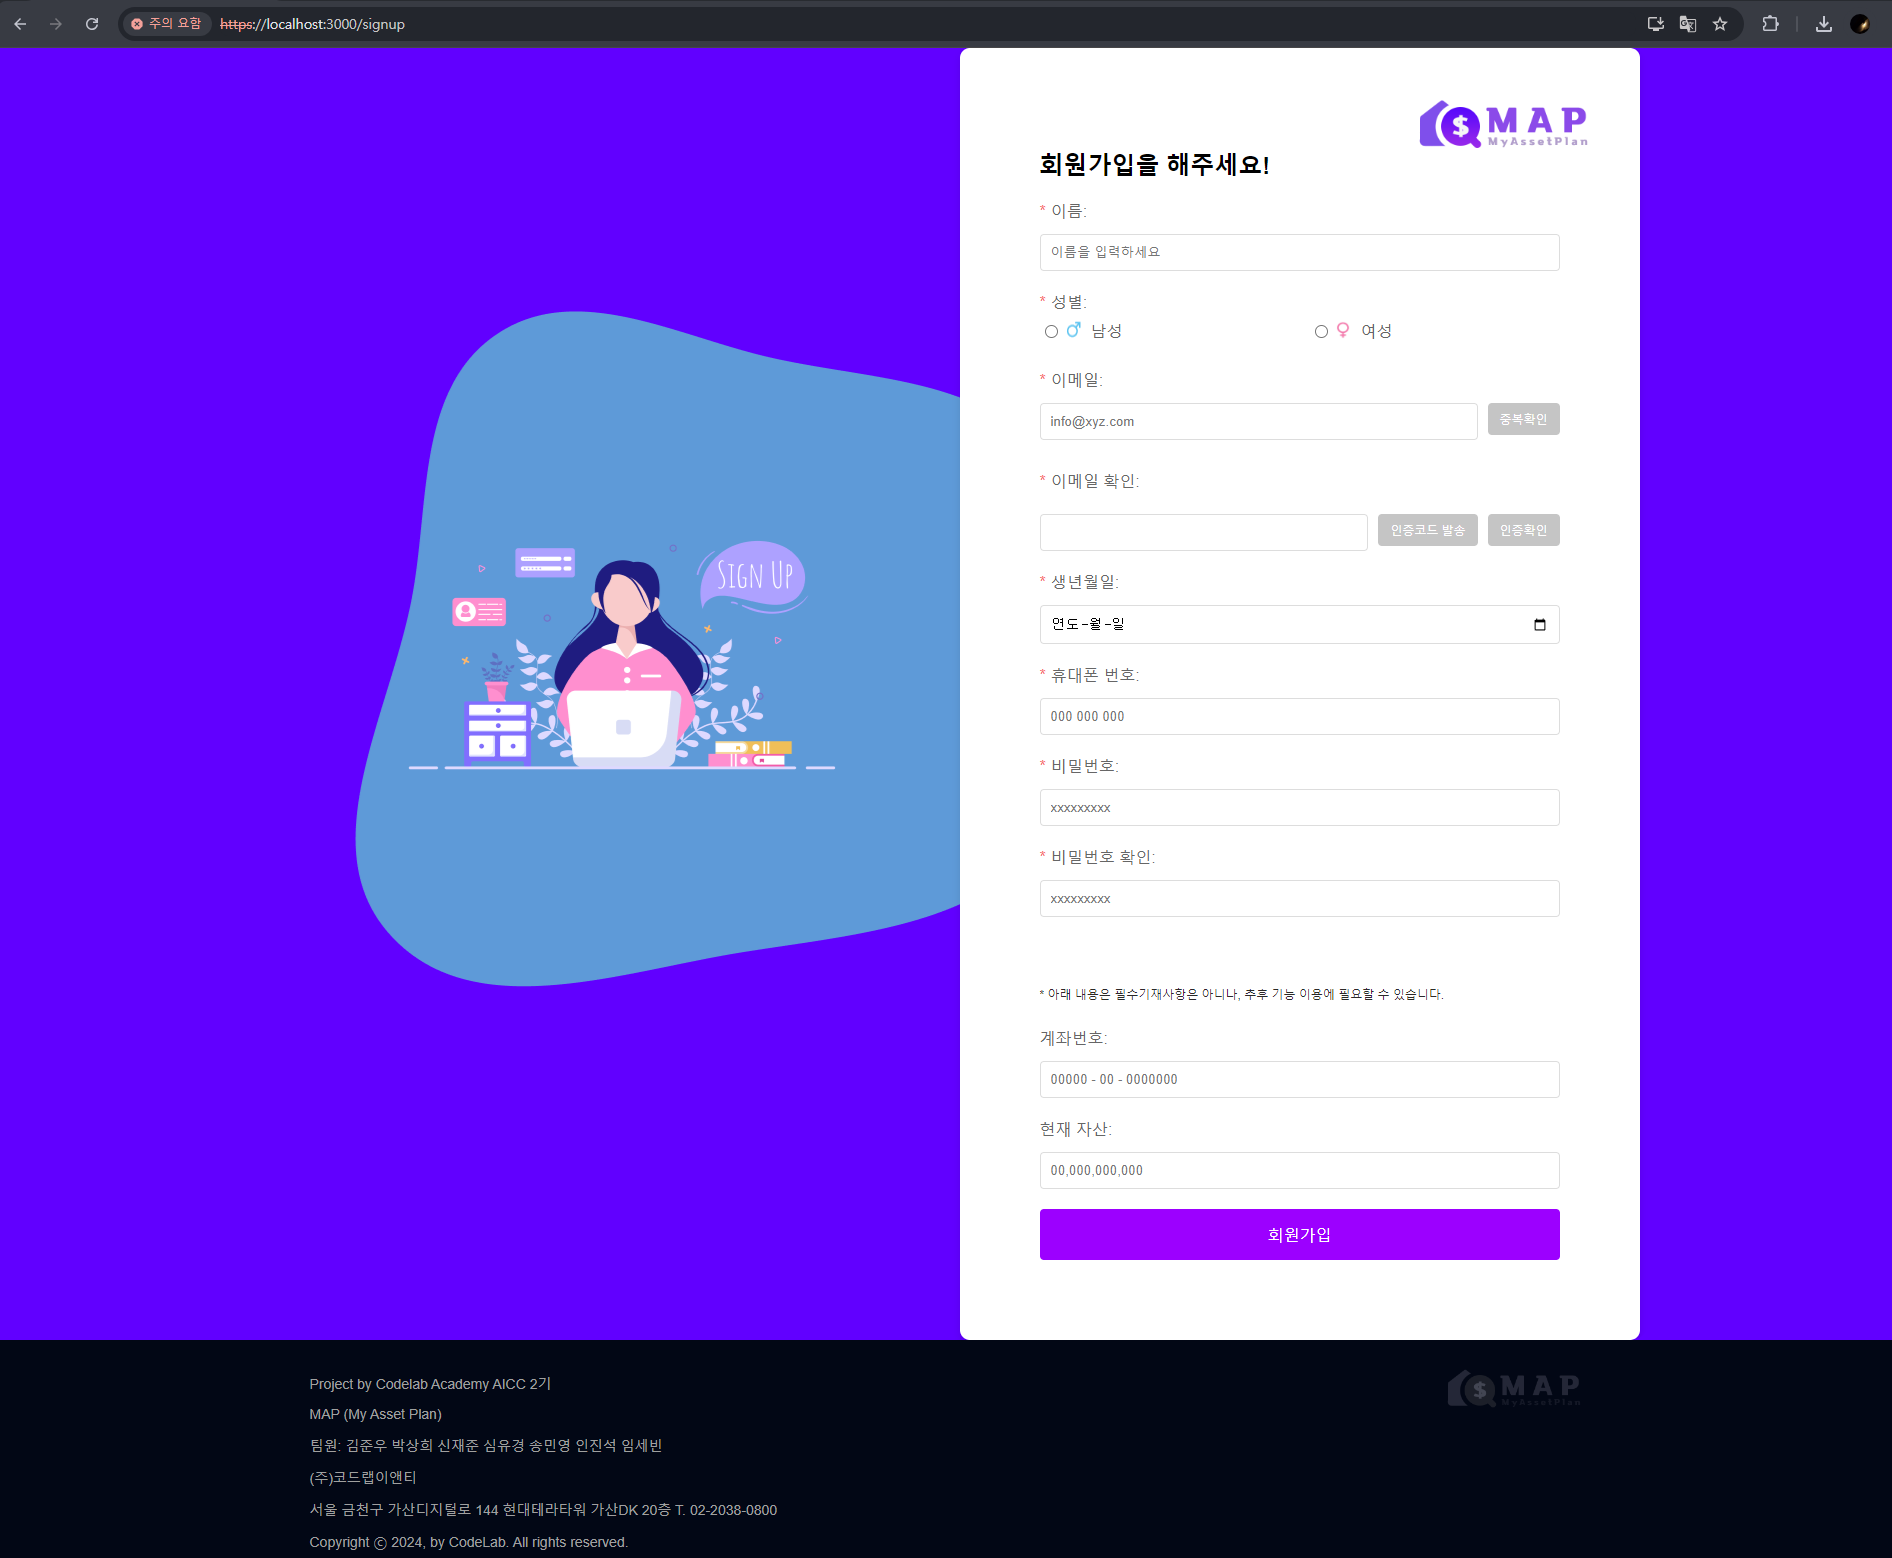 주의 요함 https://localhost:3000/signup
MAP
MyAssetPlan
회원가입을 해주세요!
* 이름:
이름을 입력하세요
* 성별:
남성 여성
* 이메일:
info@xyz.com 중복확인
* 이메일 확인:
인증코드 발송 인증확인
* 생년월일:
연도-월-일
* 휴대폰 번호:
000 000 000
* 비밀번호:
xxxxxxxxx
* 비밀번호 확인:
xxxxxxxxx
SIGN UP
* 아래 내용은 필수기재사항은 아니나, 추후 기능 이용에 필요할 수 있습니다.
계좌번호:
00000 - 00 - 0000000
현재 자산:
00,000,000,000
회원가입
Project by Codelab Academy AICC 2기
MAP (My Asset Plan)
팀원: 김준우 박상희 신재준 심유경 송민영 인진석 임세빈
(주)코드랩이앤티
서울 금천구 가산디지털로 144 현대테라타워 가산DK 20층 T. 02-2038-0800
Copyright ⓒ 2024, by CodeLab. All rights reserved.
MAP
MyAssetPlan